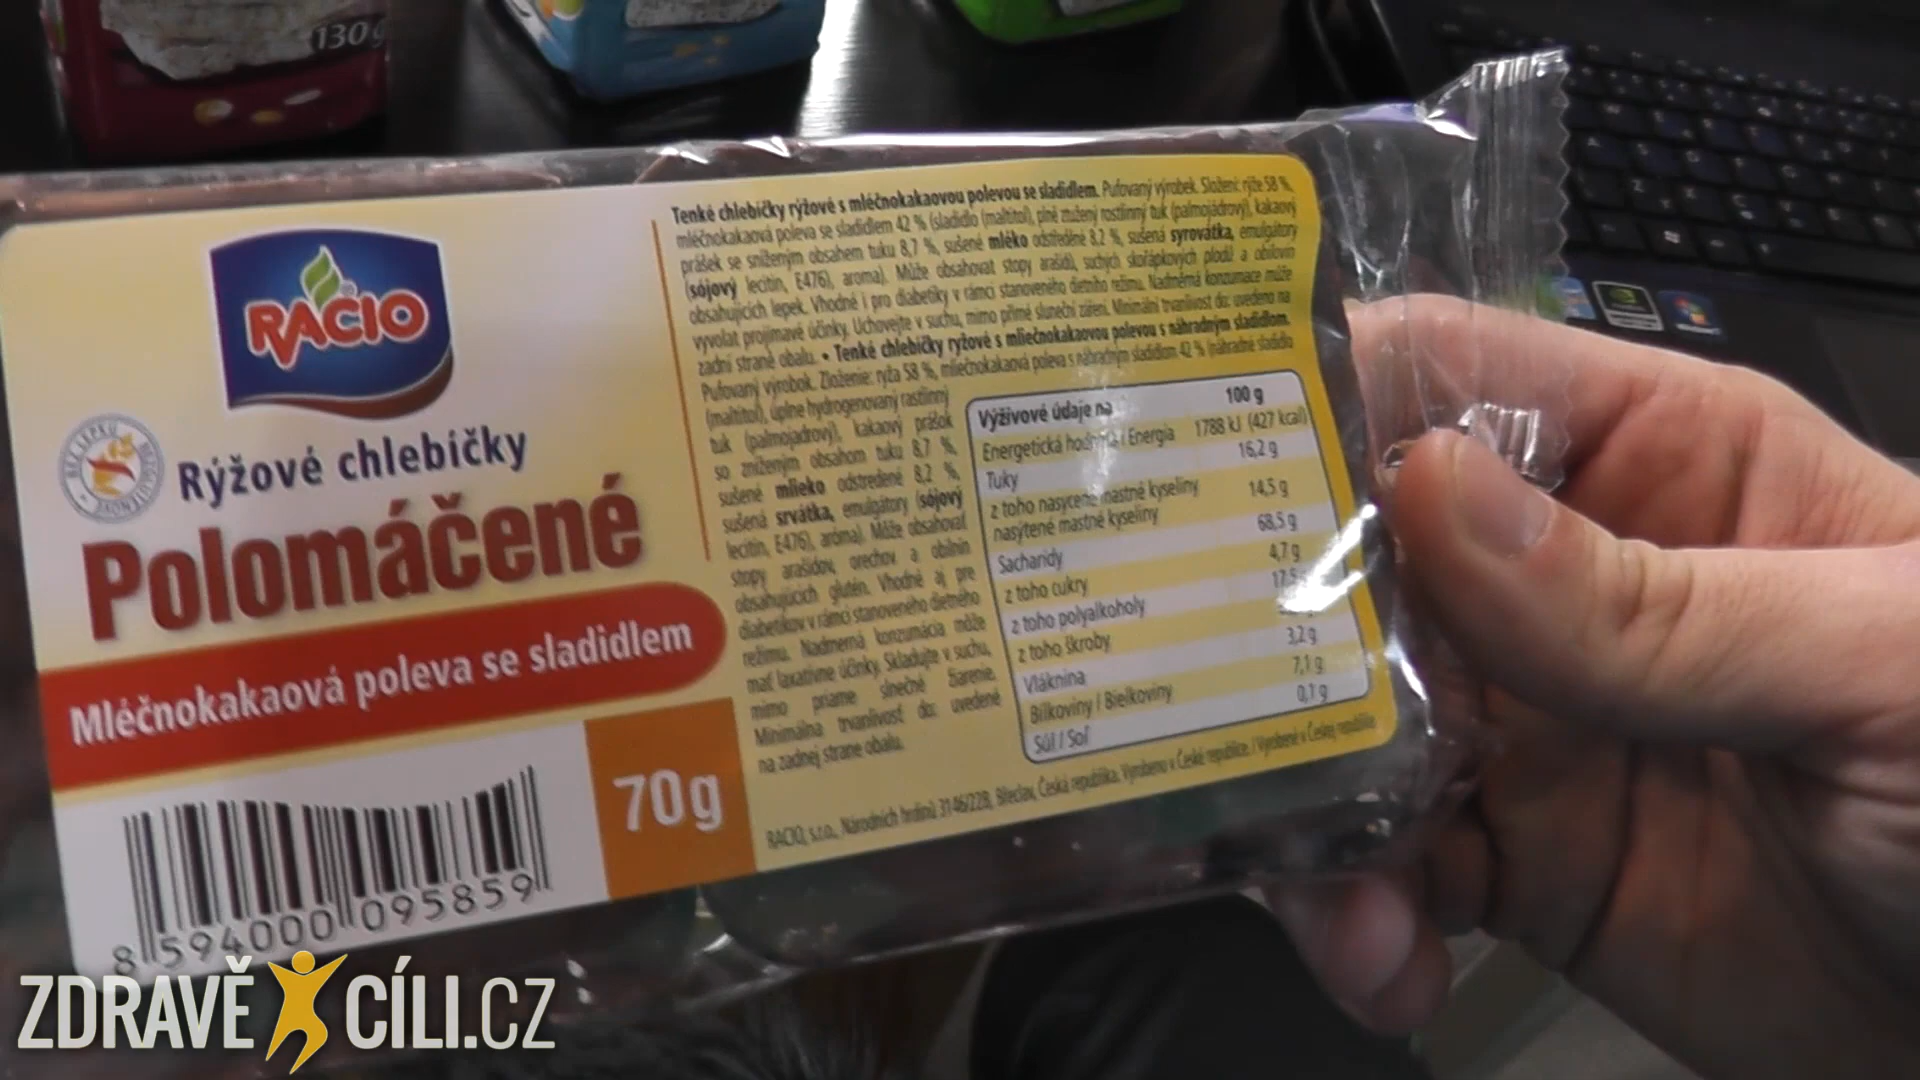 130g
RACIO
BEZ LEPKU
Rýžové chlebíčky
Polomáčené
Mléčnokakaová poleva se sladidlem
8 594000 095859
70g
Tenké chlebíčky rýžové s mléčnokakaovou polevou se sladidlem. Pufovaný výrobek. Složení: rýže 58 %,
mléčnokakaová poleva se sladidlem 42 % (sladidlo (maltitol), plně ztužený rostlinný tuk (palmojádrový), kakaový
prášek se sníženým obsahem tuku 8,7 %, sušené mléko odstředěné 8,2 %, sušená syrovátka, emulgátory
(sójový lecitin, E476), aroma). Může obsahovat stopy arašídů, suchých skořápkových plodů a obilovin
obsahujících lepek. Vhodné i pro diabetiky v rámci stanoveného dietního režimu. Nadměrná konzumace může
vyvolat projímavé účinky. Uchovejte v suchu, mimo přímé sluneční záření. Minimální trvanlivost do: uvedeno na
zadní straně obalu. • Tenké chlebíčky ryžové s mliečnokakaovou polevou s náhradným sladidlom.
Pufovaný výrobok. Zloženie: ryža 58 %, mliečnokakaová poleva s náhradným sladidlom 42 % (náhradné sladidlo
(maltitol), úplne hydrogenovaný rastlinný
tuk (palmojadrový), kakaový prášok
so zníženým obsahom tuku 8,7 %,
sušené mlieko odstredené 8,2 %,
sušená srvátka, emulgátory (sójový
lecitín, E476), aróma). Môže obsahovať
stopy arašidov, orechov a obilnín
obsahujúcich glutén. Vhodné aj pre
diabetikov v rámci stanoveného dietného
režimu. Nadmerná konzumácia môže
mať laxatívne účinky. Skladujte v suchu,
mimo priame slnečné žiarenie.
Minimálna trvanlivosť do: uvedené
na zadnej strane obalu.
Výživové údaje na 100 g
Energetická / Energia 1788 kJ (427 kcal)
Tuky 16,2 g
z toho nasycené mastné kyseliny
nasýtené mastné kyseliny 14,5 g
Sacharidy 68,5 g
z toho cukry 4,7 g
z toho polyalkoholy 17,5
z toho škroby
Vláknina 3,2 g
Bílkoviny / Bielkoviny 7,1 g
Sůl / Soľ 0,1 g
RACIO, s.r.o., Národních hrdinů 3146/22B, Břeclav, Česká republika. Vyrobeno v České republice. / Vyrobené v Českej republike.
ZDRAVĚ CÍLI.CZ